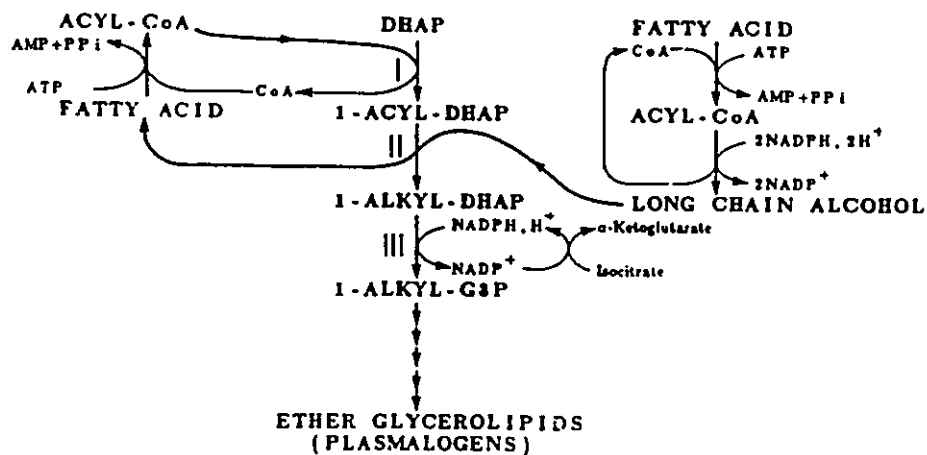 ACYL-CoA
DHAP
FATTY ACID
AMP+PPi
CoA
ATP
I
ATP
CoA
AMP+PPi
FATTY ACID
1-ACYL-DHAP
ACYL-CoA
II
2NADPH, 2H+
2NADP+
1-ALKYL-DHAP
LONG CHAIN ALCOHOL
NADPH, H+
α-Ketoglutarate
III
NADP+
Isocitrate
1-ALKYL-G3P
ETHER GLYCEROLIPIDS
(PLASMALOGENS)